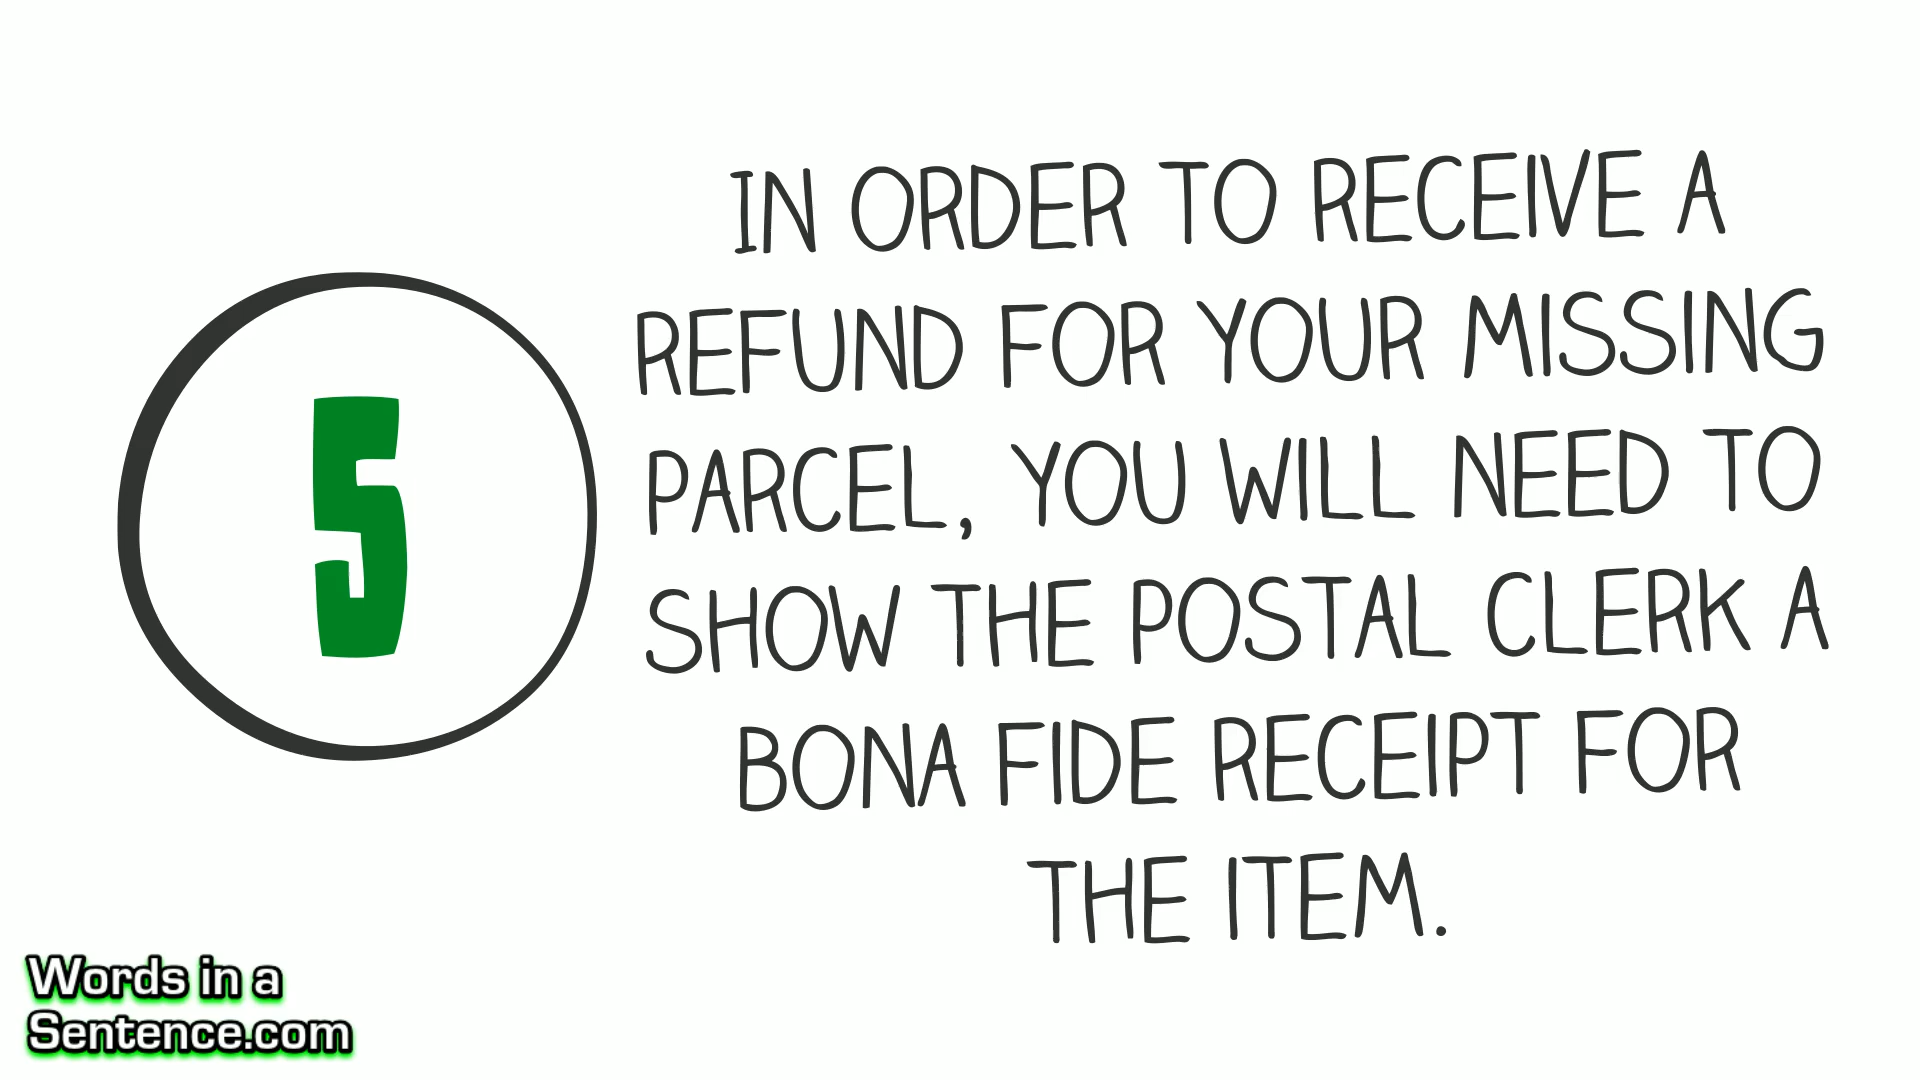 5
IN ORDER TO RECEIVE A
REFUND FOR YOUR MISSING
PARCEL, YOU WILL NEED TO
SHOW THE POSTAL CLERK A
BONA FIDE RECEIPT FOR
THE ITEM.
Words in a
Sentence.com